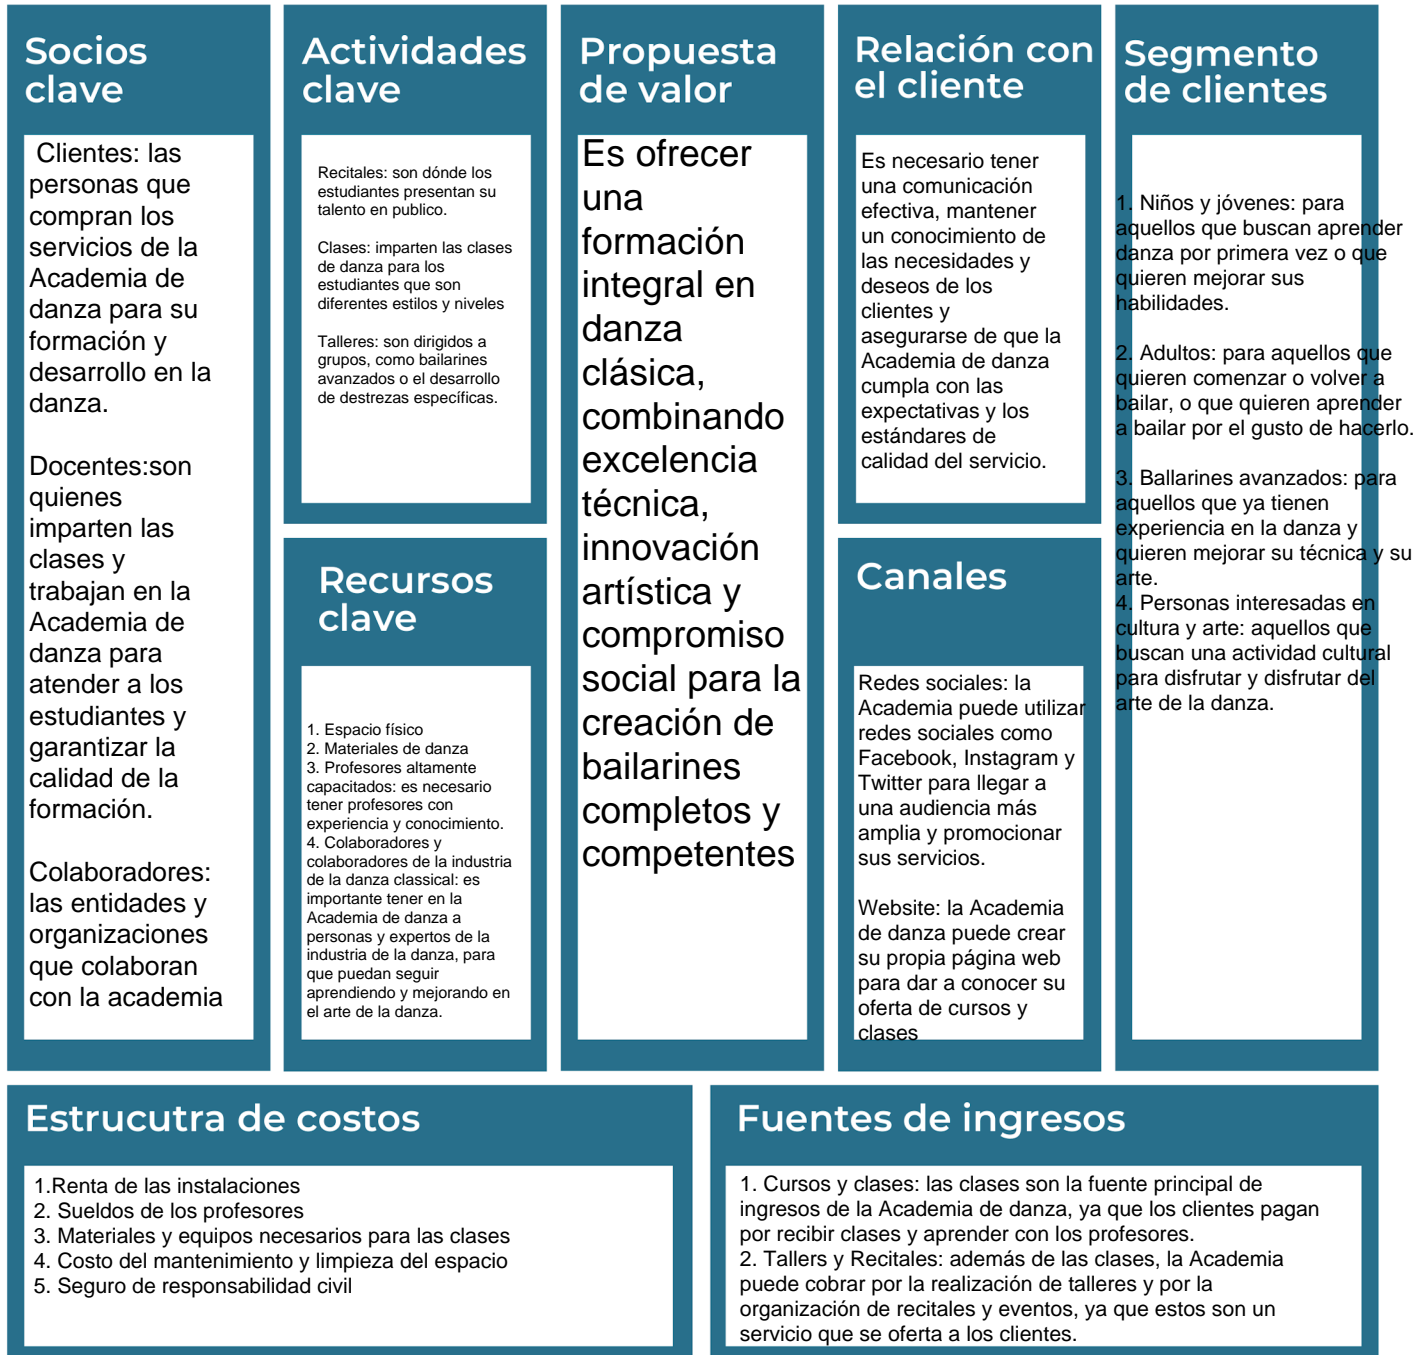 Socios
clave
Clientes: las
personas que
compran los
servicios de la
Academia de
danza para su
formación y
desarrollo en la
danza.
Docentes:son
quienes
imparten las
clases y
trabajan en la
Academia de
danza para
atender a los
estudiantes y
garantizar la
calidad de la
formación.
Colaboradores:
las entidades y
organizaciones
que colaboran
con la academia
Actividades
clave
Recitales: son dónde los
estudiantes presentan su
talento en publico.
Clases: imparten las clases
de danza para los
estudiantes que son
diferentes estilos y niveles
Talleres: son dirigidos a
grupos, como bailarines
avanzados o el desarrollo
de destrezas específicas.
Recursos
clave
1. Espacio físico
2. Materiales de danza
3. Profesores altamente
capacitados: es necesario
tener profesores con
experiencia y conocimiento.
4. Colaboradores y
colaboradores de la industria
de la danza classical: es
importante tener en la
Academia de danza a
personas y expertos de la
industria de la danza, para
que puedan seguir
aprendiendo y mejorando en
el arte de la danza.
Propuesta
de valor
Es ofrecer
una
formación
integral en
danza
clásica,
combinando
excelencia
técnica,
innovación
artística y
compromiso
social para la
creación de
bailarines
completos y
competentes
Relación con
el cliente
Es necesario tener
una comunicación
efectiva, mantener
un conocimiento de
las necesidades y
deseos de los
clientes y
asegurarse de que la
Academia de danza
cumpla con las
expectativas y los
estándares de
calidad del servicio.
Canales
Redes sociales: la
Academia puede utilizar
redes sociales como
Facebook, Instagram y
Twitter para llegar a
una audiencia más
amplia y promocionar
sus servicios.
Website: la Academia
de danza puede crear
su propia página web
para dar a conocer su
oferta de cursos y
clases
Segmento
de clientes
1. Niños y jóvenes: para
aquellos que buscan aprender
danza por primera vez o que
quieren mejorar sus
habilidades.
2. Adultos: para aquellos que
quieren comenzar o volver a
bailar, o que quieren aprender
a bailar por el gusto de hacerlo.
3. Ballarines avanzados: para
aquellos que ya tienen
experiencia en la danza y
quieren mejorar su técnica y su
arte.
4. Personas interesadas en
cultura y arte: aquellos que
buscan una actividad cultural
para disfrutar y disfrutar del
arte de la danza.
Estrucutra de costos
1.Renta de las instalaciones
2. Sueldos de los profesores
3. Materiales y equipos necesarios para las clases
4. Costo del mantenimiento y limpieza del espacio
5. Seguro de responsabilidad civil
Fuentes de ingresos
1. Cursos y clases: las clases son la fuente principal de
ingresos de la Academia de danza, ya que los clientes pagan
por recibir clases y aprender con los profesores.
2. Tallers y Recitales: además de las clases, la Academia
puede cobrar por la realización de talleres y por la
organización de recitales y eventos, ya que estos son un
servicio que se oferta a los clientes.